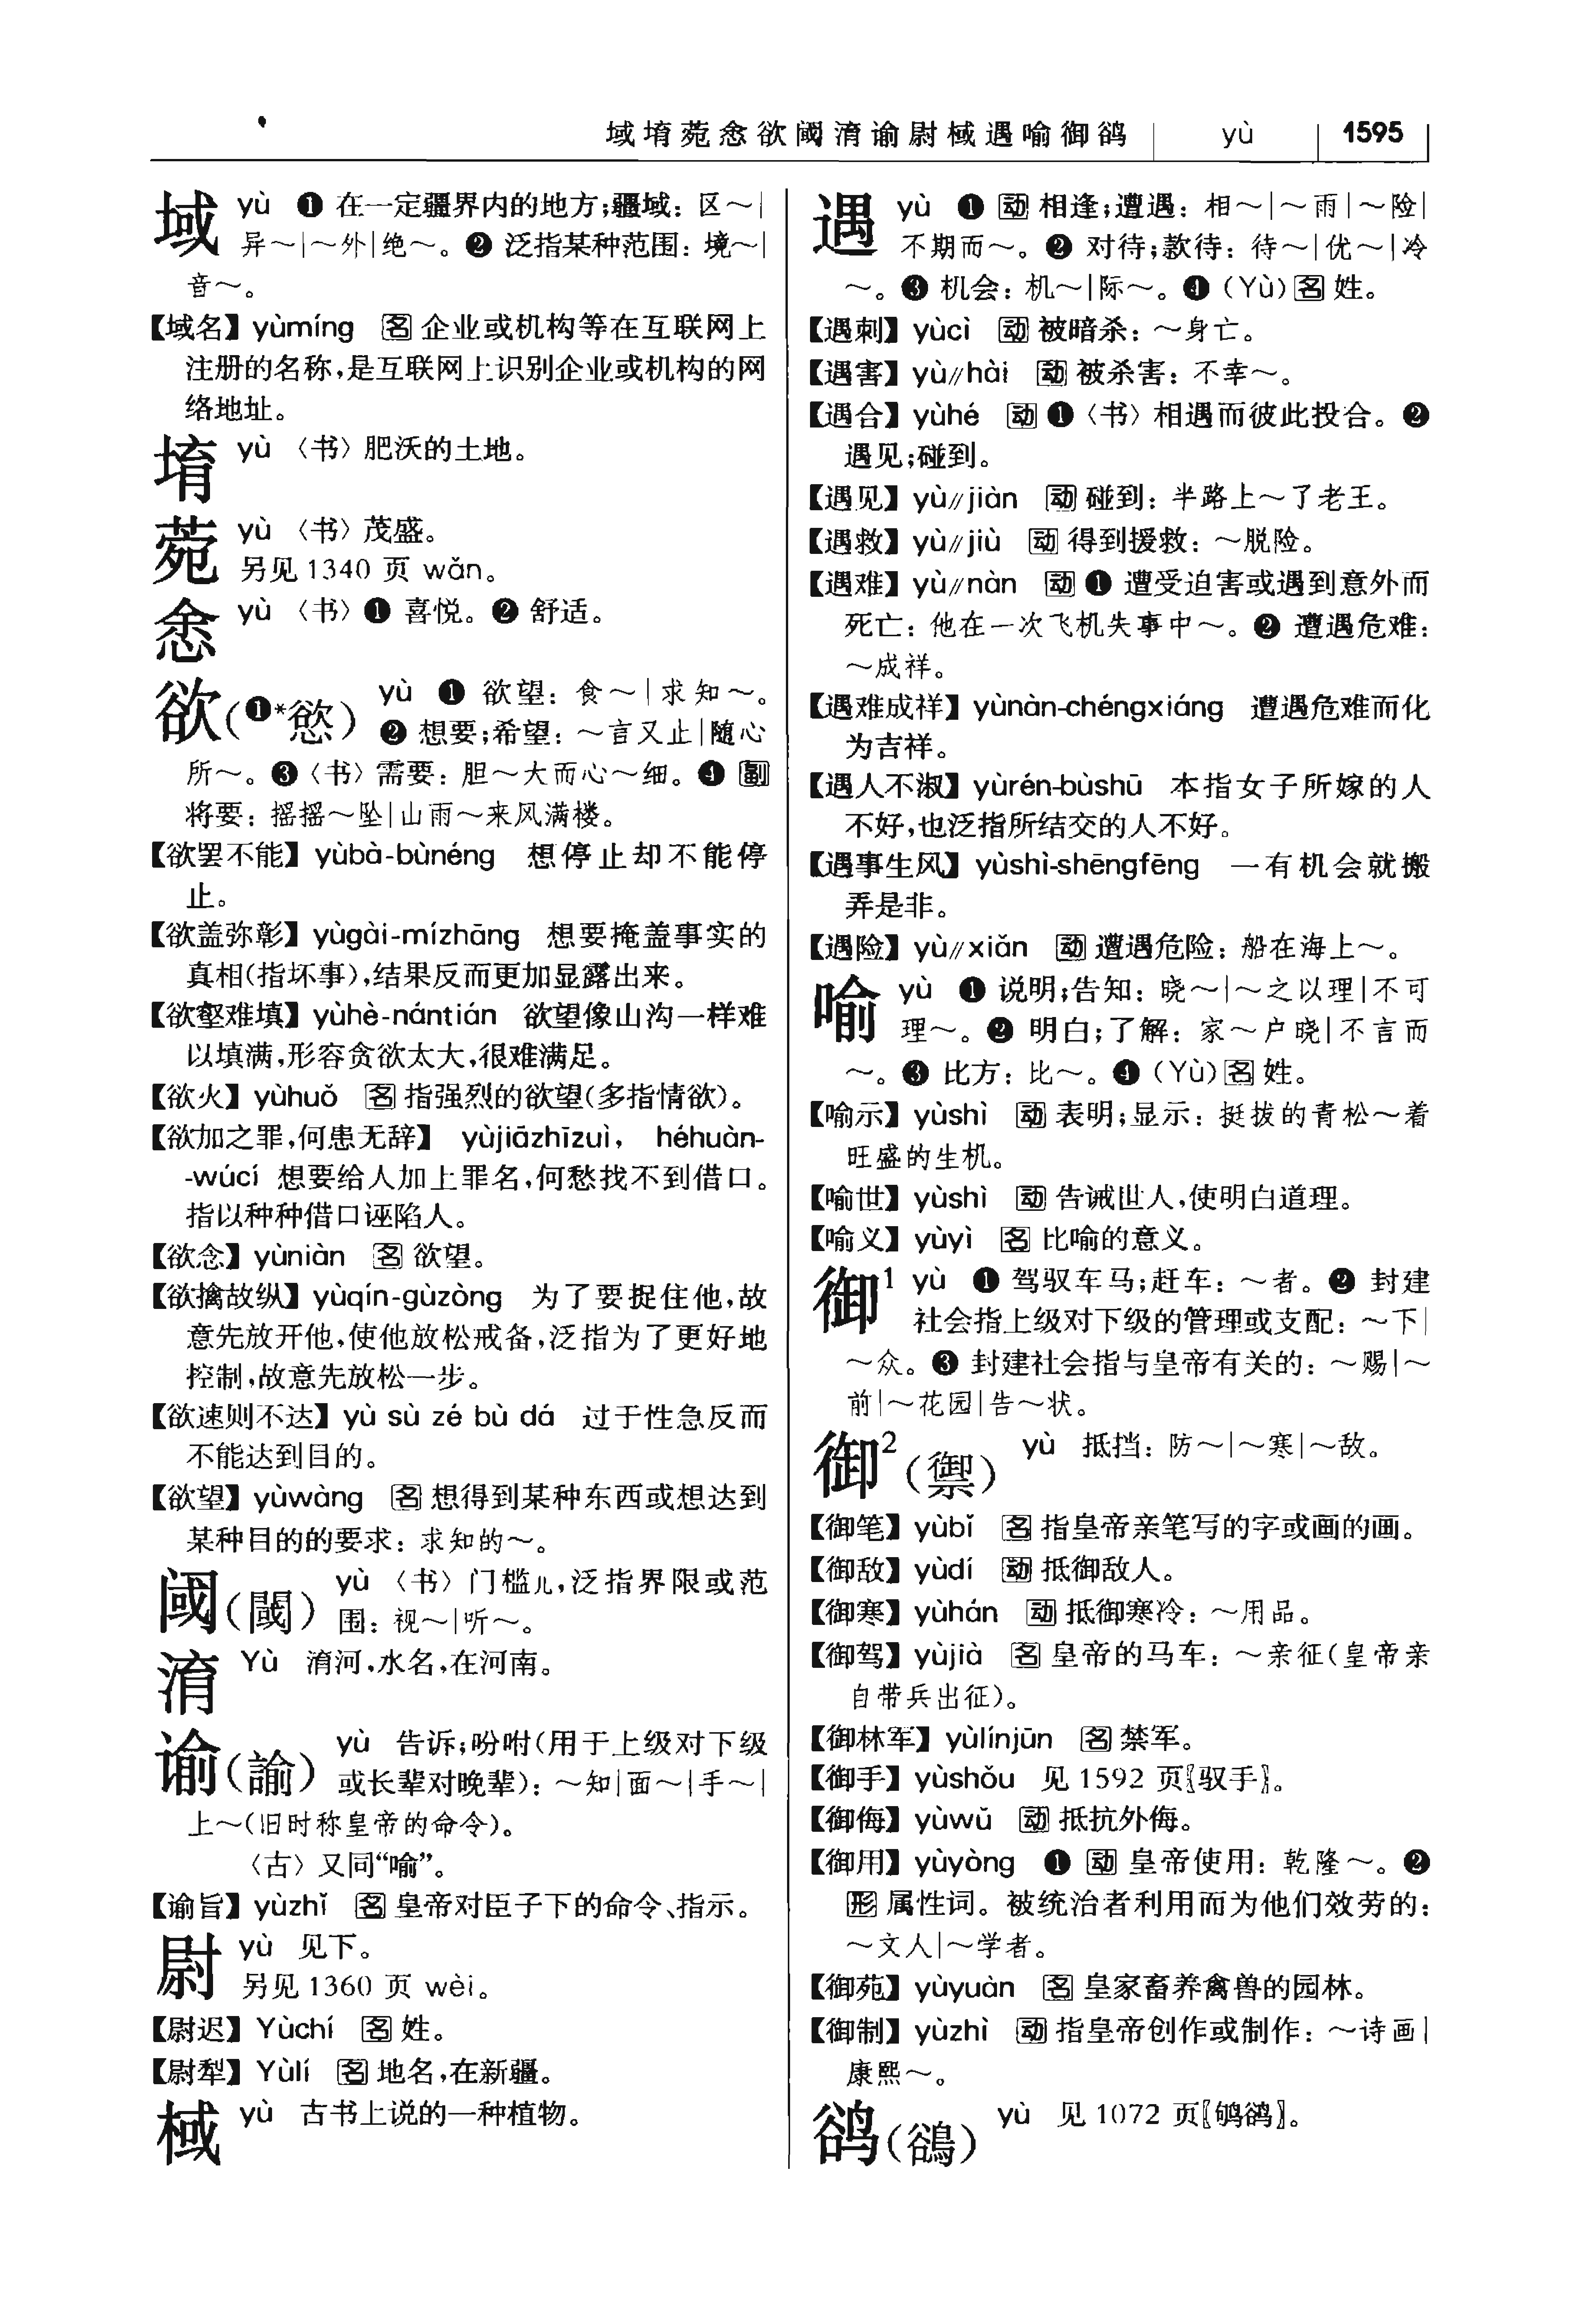 域堉菀悆欲阈淯谕尉棫遇喻御鹆 yù 1595
域 yù ❶ 在一定疆界内的地方;疆域：区～|
异～|～外|绝～。❷ 泛指某种范围：境～|
音～。
【域名】yùmíng 名 企业或机构等在互联网上
注册的名称,是互联网上识别企业或机构的网
络地址。
堉 yù 〈书〉肥沃的土地。
菀 yù 〈书〉茂盛。
另见1340 页 wǎn。
悆 yù 〈书〉❶ 喜悦。❷ 舒适。
欲(❶*慾) yù ❶ 欲望：食～|求知～。
❷ 想要;希望：～言又止|随心
所～。❸〈书〉需要：胆～大而心～细。❹ 副
将要：摇摇～坠|山雨～来风满楼。
【欲罢不能】yùbà-bùnéng 想停止却不能停
止。
【欲盖弥彰】yùgài-mízhāng 想要掩盖事实的
真相(指坏事),结果反而更加显露出来。
【欲壑难填】yùhè-nántián 欲望像山沟一样难
以填满,形容贪欲太大,很难满足。
【欲火】yùhuǒ 名 指强烈的欲望(多指情欲)。
【欲加之罪,何患无辞】 yùjiāzhīzuì, héhuàn-
-wúcí 想要给人加上罪名,何愁找不到借口。
指以种种借口诬陷人。
【欲念】yùniàn 名 欲望。
【欲擒故纵】yùqín-gùzòng 为了要捉住他,故
意先放开他,使他放松戒备,泛指为了更好地
控制,故意先放松一步。
【欲速则不达】yù sù zé bù dá 过于性急反而
不能达到目的。
【欲望】yùwàng 名 想得到某种东西或想达到
某种目的的要求：求知的～。
阈(閾) yù 〈书〉门槛儿,泛指界限或范
围：视～|听～。
淯 Yù 淯河,水名,在河南。
谕(諭) yù 告诉;吩咐(用于上级对下级
或长辈对晚辈)：～知|面～|手～|
上～(旧时称皇帝的命令)。
〈古〉又同“喻”。
【谕旨】yùzhǐ 名 皇帝对臣子下的命令、指示。
尉 yù 见下。
另见1360 页 wèi。
【尉迟】Yùchí 名 姓。
【尉犁】Yùlí 名 地名,在新疆。
棫 yù 古书上说的一种植物。
遇 yù ❶ 动 相逢;遭遇：相～|～雨|～险|
不期而～。❷ 对待;款待：待～|优～|冷
～。❸ 机会：机～|际～。❹ (Yù)名 姓。
【遇刺】yùcì 动 被暗杀：～身亡。
【遇害】yù//hài 动 被杀害：不幸～。
【遇合】yùhé 动 ❶〈书〉相遇而彼此投合。❷
遇见;碰到。
【遇见】yù//jiàn 动 碰到：半路上～了老王。
【遇救】yù//jiù 动 得到援救：～脱险。
【遇难】yù//nàn 动 ❶ 遭受迫害或遇到意外而
死亡：他在一次飞机失事中～。❷ 遭遇危难：
～成祥。
【遇难成祥】yùnàn-chéngxiáng 遭遇危难而化
为吉祥。
【遇人不淑】yùrén-bùshū 本指女子所嫁的人
不好,也泛指所结交的人不好。
【遇事生风】yùshì-shēngfēng 一有机会就搬
弄是非。
【遇险】yù//xiǎn 动 遭遇危险：船在海上～。
喻 yù ❶ 说明;告知：晓～|～之以理|不可
理～。❷ 明白;了解：家～户晓|不言而
～。❸ 比方：比～。❹ (Yù)名 姓。
【喻示】yùshì 动 表明;显示：挺拔的青松～着
旺盛的生机。
【喻世】yùshì 动 告诫世人,使明白道理。
【喻义】yùyì 名 比喻的意义。
御¹ yù ❶ 驾驭车马;赶车：～者。❷ 封建
社会指上级对下级的管理或支配：～下|
～众。❸ 封建社会指与皇帝有关的：～赐|～
前|～花园|告～状。
御²(禦) yù 抵挡：防～|～寒|～敌。
【御笔】yùbǐ 名 指皇帝亲笔写的字或画的画。
【御敌】yùdí 动 抵御敌人。
【御寒】yùhán 动 抵御寒冷：～用品。
【御驾】yùjià 名 皇帝的马车：～亲征(皇帝亲
自带兵出征)。
【御林军】yùlínjūn 名 禁军。
【御手】yùshǒu 见1592 页〖驭手〗。
【御侮】yùwǔ 动 抵抗外侮。
【御用】yùyòng ❶ 动 皇帝使用：乾隆～。❷
形 属性词。被统治者利用而为他们效劳的：
～文人|～学者。
【御苑】yùyuàn 名 皇家畜养禽兽的园林。
【御制】yùzhì 动 指皇帝创作或制作：～诗画|
康熙～。
鹆(鵒) yù 见1072 页〖鸲鹆〗。